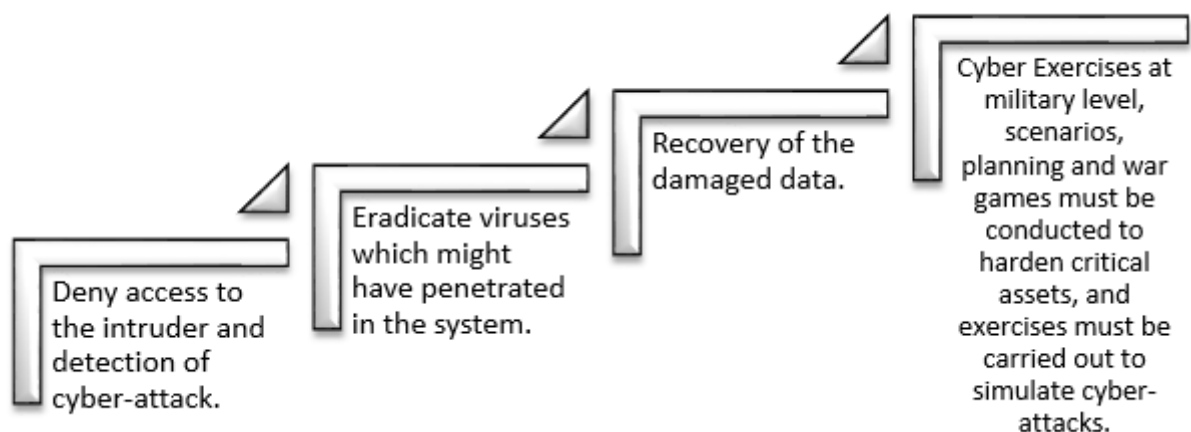 Deny access to
the intruder and
detection of
cyber-attack.
Eradicate viruses
which might
have penetrated
in the system.
Recovery of the
damaged data.
Cyber Exercises at
military level,
scenarios,
planning and war
games must be
conducted to
harden critical
assets, and
exercises must be
carried out to
simulate cyber-
attacks.